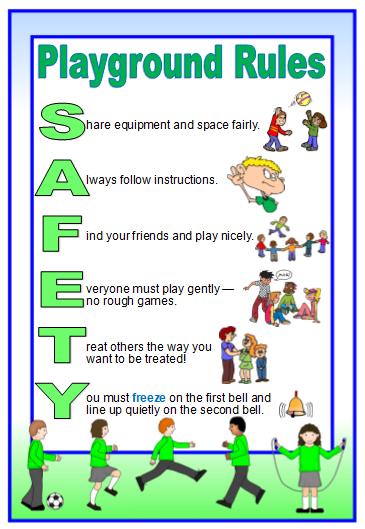 Playground Rules
Share equipment and space fairly.
Always follow instructions.
Find your friends and play nicely.
Everyone must play gently —
no rough games.
Treat others the way you
want to be treated!
You must freeze on the first bell and
line up quietly on the second bell.